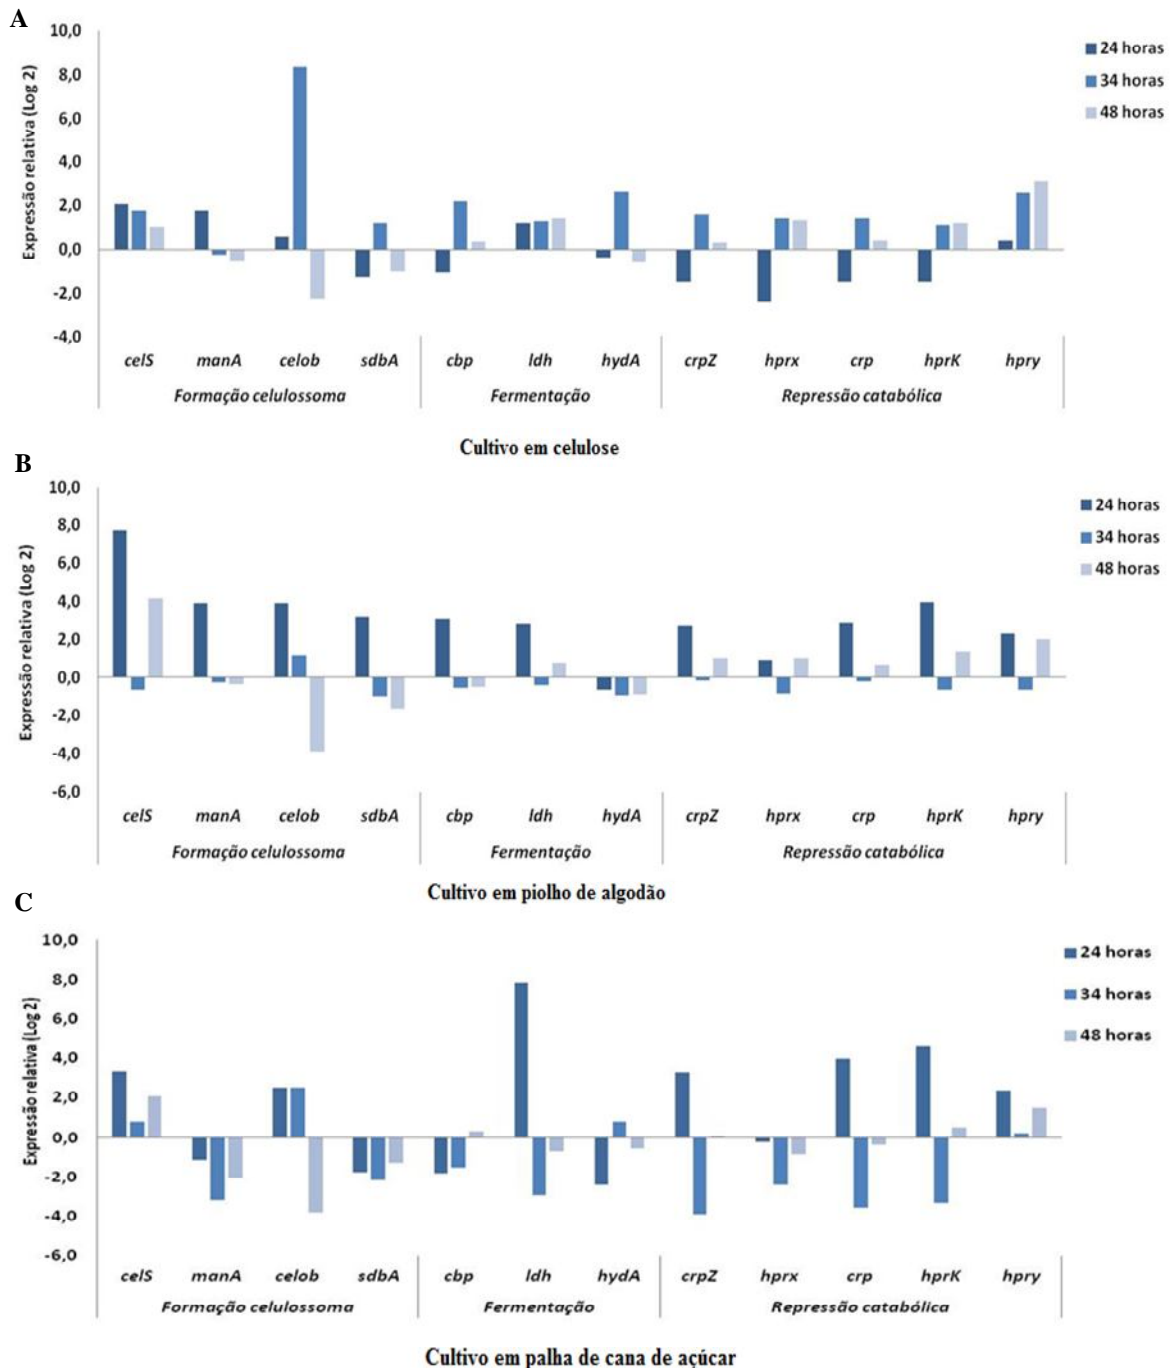 A
10,0
8,0
6,0
4,0
2,0
0,0
-2,0
-4,0
Expressão relativa (Log 2)
24 horas
34 horas
48 horas
celS manA celob sdbA cbp ldh hydA crpZ hprx crp hprK hpry
Formação celulossoma Fermentação Repressão catabólica
Cultivo em celulose
B
10,0
8,0
6,0
4,0
2,0
0,0
-2,0
-4,0
-6,0
Expressão relativa (Log 2)
24 horas
34 horas
48 horas
celS manA celob sdbA cbp ldh hydA crpZ hprx crp hprK hpry
Formação celulossoma Fermentação Repressão catabólica
Cultivo em piolho de algodão
C
10,0
8,0
6,0
4,0
2,0
0,0
-2,0
-4,0
-6,0
Expressão relativa (Log 2)
24 horas
34 horas
48 horas
celS manA celob sdbA cbp ldh hydA crpZ hprx crp hprK hpry
Formação celulossoma Fermentação Repressão catabólica
Cultivo em palha de cana de açúcar